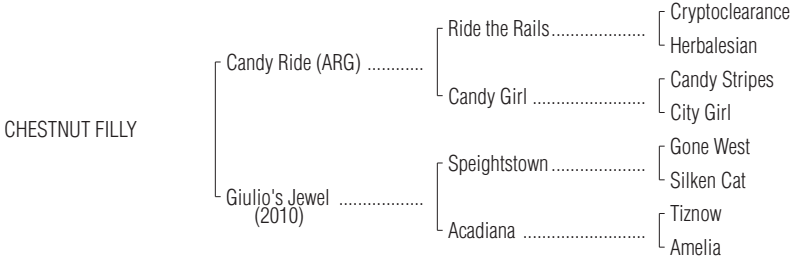 Cryptoclearance
Ride the Rails
Herbalesian
Candy Ride (ARG)
Candy Stripes
Candy Girl
City Girl
CHESTNUT FILLY
Gone West
Speightstown
Silken Cat
Giulio's Jewel
(2010)
Tiznow
Acadiana
Amelia